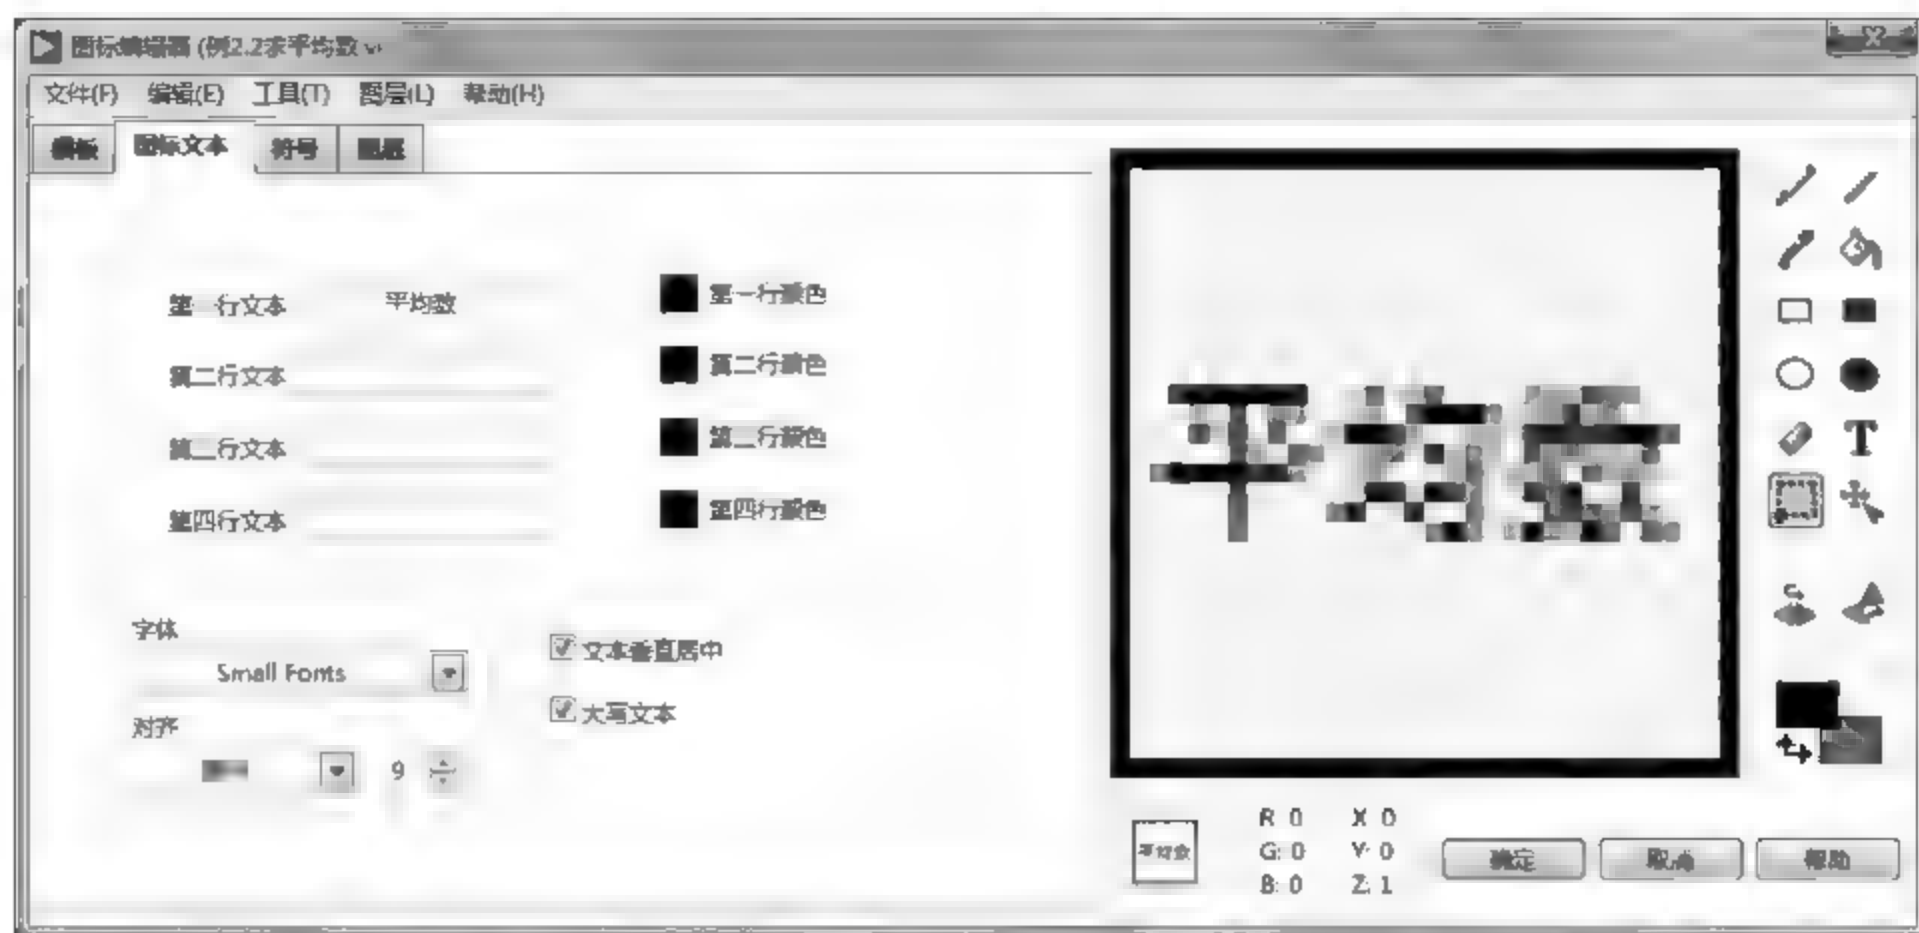 图标编辑器 (例2.2求平均数 vi
文件(F) 编辑(E) 工具(T) 图层(L) 帮助(H)
模板 图标文本 符号 图层
第一行文本 平均数
第二行文本
第三行文本
第四行文本
第一行颜色
第二行颜色
第三行颜色
第四行颜色
字体
Small Fonts
对齐
9
文本垂直居中
大写文本
平均数
平均数
R: 0 X: 0
G: 0 Y: 0
B: 0 Z: 1
确定 取消 帮助